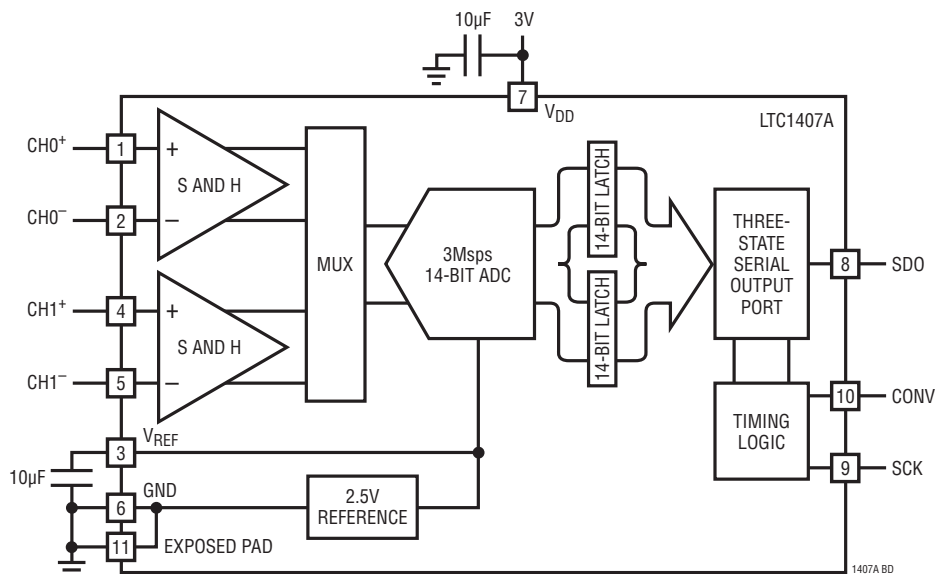 10µF
3V
7
VDD
LTC1407A
CH0+
1
+
S AND H
CH0–
2
–
CH1+
4
+
S AND H
CH1–
5
–
MUX
3Msps
14-BIT ADC
14-BIT LATCH
14-BIT LATCH
THREE-
STATE
SERIAL
OUTPUT
PORT
8
SDO
TIMING
LOGIC
10
CONV
9
SCK
VREF
3
10µF
GND
6
2.5V
REFERENCE
11
EXPOSED PAD
1407A BD